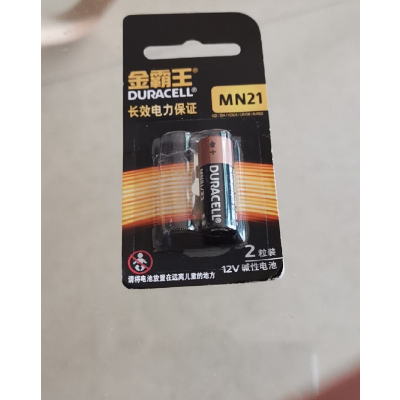 金霸王
DURACELL®
长效电力保证
MN21
DURACELL
2粒装
12V 碱性电池
请将电池放置在远离儿童的地方